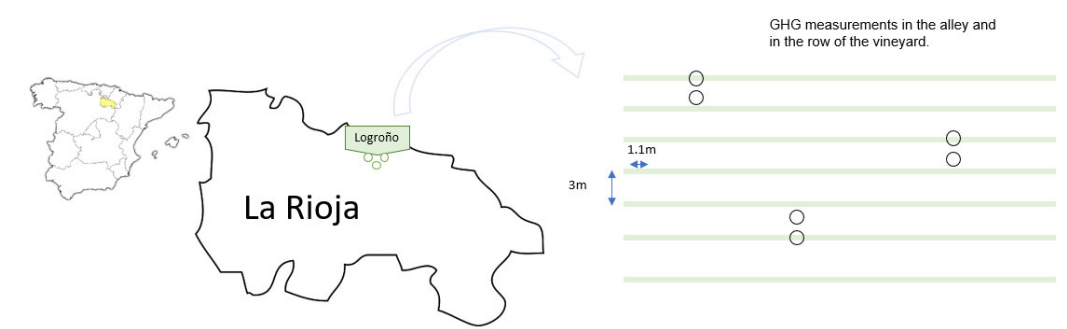 GHG measurements in the alley and
in the row of the vineyard.
Logroño
La Rioja
1.1m
3m